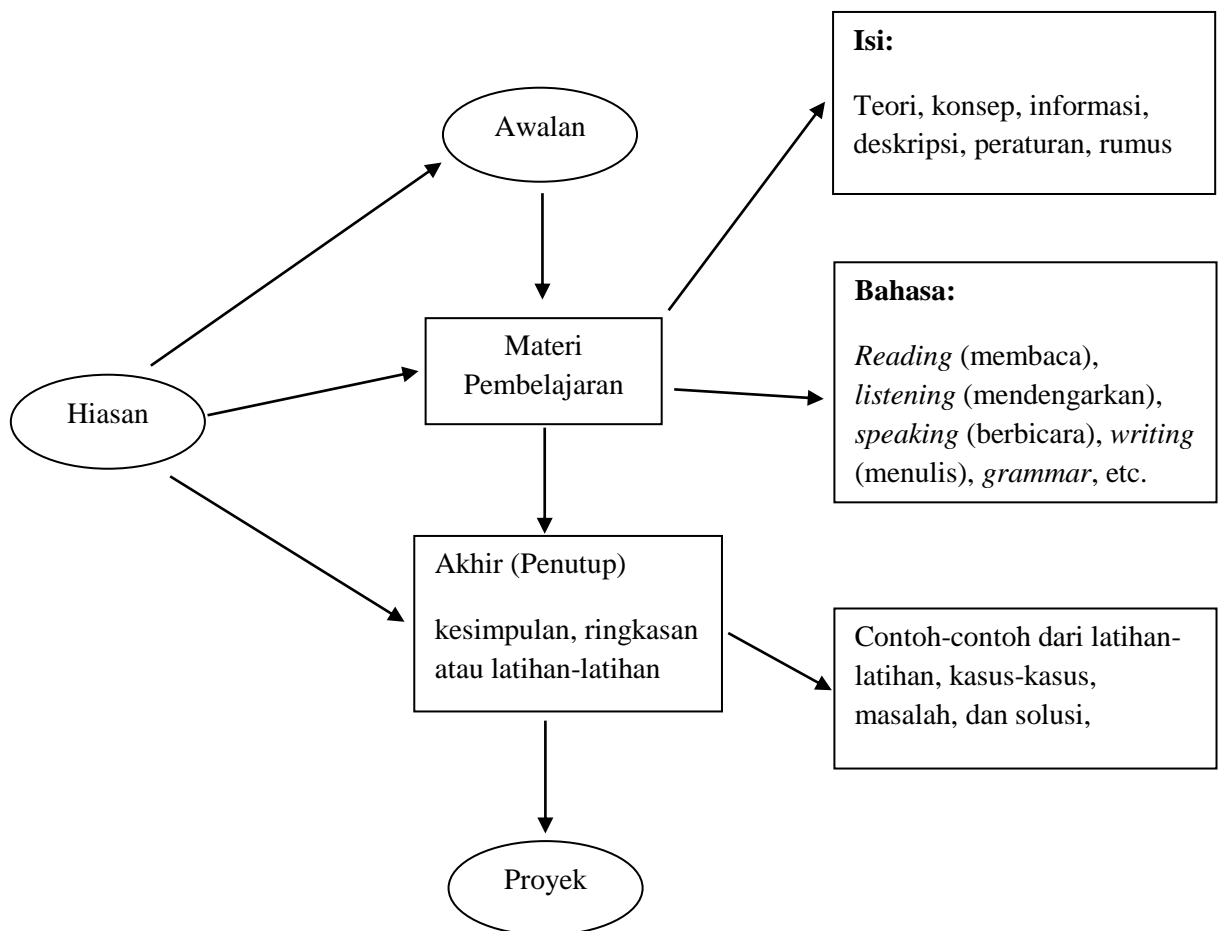 Isi:
Teori, konsep, informasi,
deskripsi, peraturan, rumus
Awalan
Bahasa:
Reading (membaca),
listening (mendengarkan),
speaking (berbicara), writing
(menulis), grammar, etc.
Materi
Pembelajaran
Hiasan
Akhir (Penutup)
kesimpulan, ringkasan
atau latihan-latihan
Contoh-contoh dari latihan-
latihan, kasus-kasus,
masalah, dan solusi,
Proyek